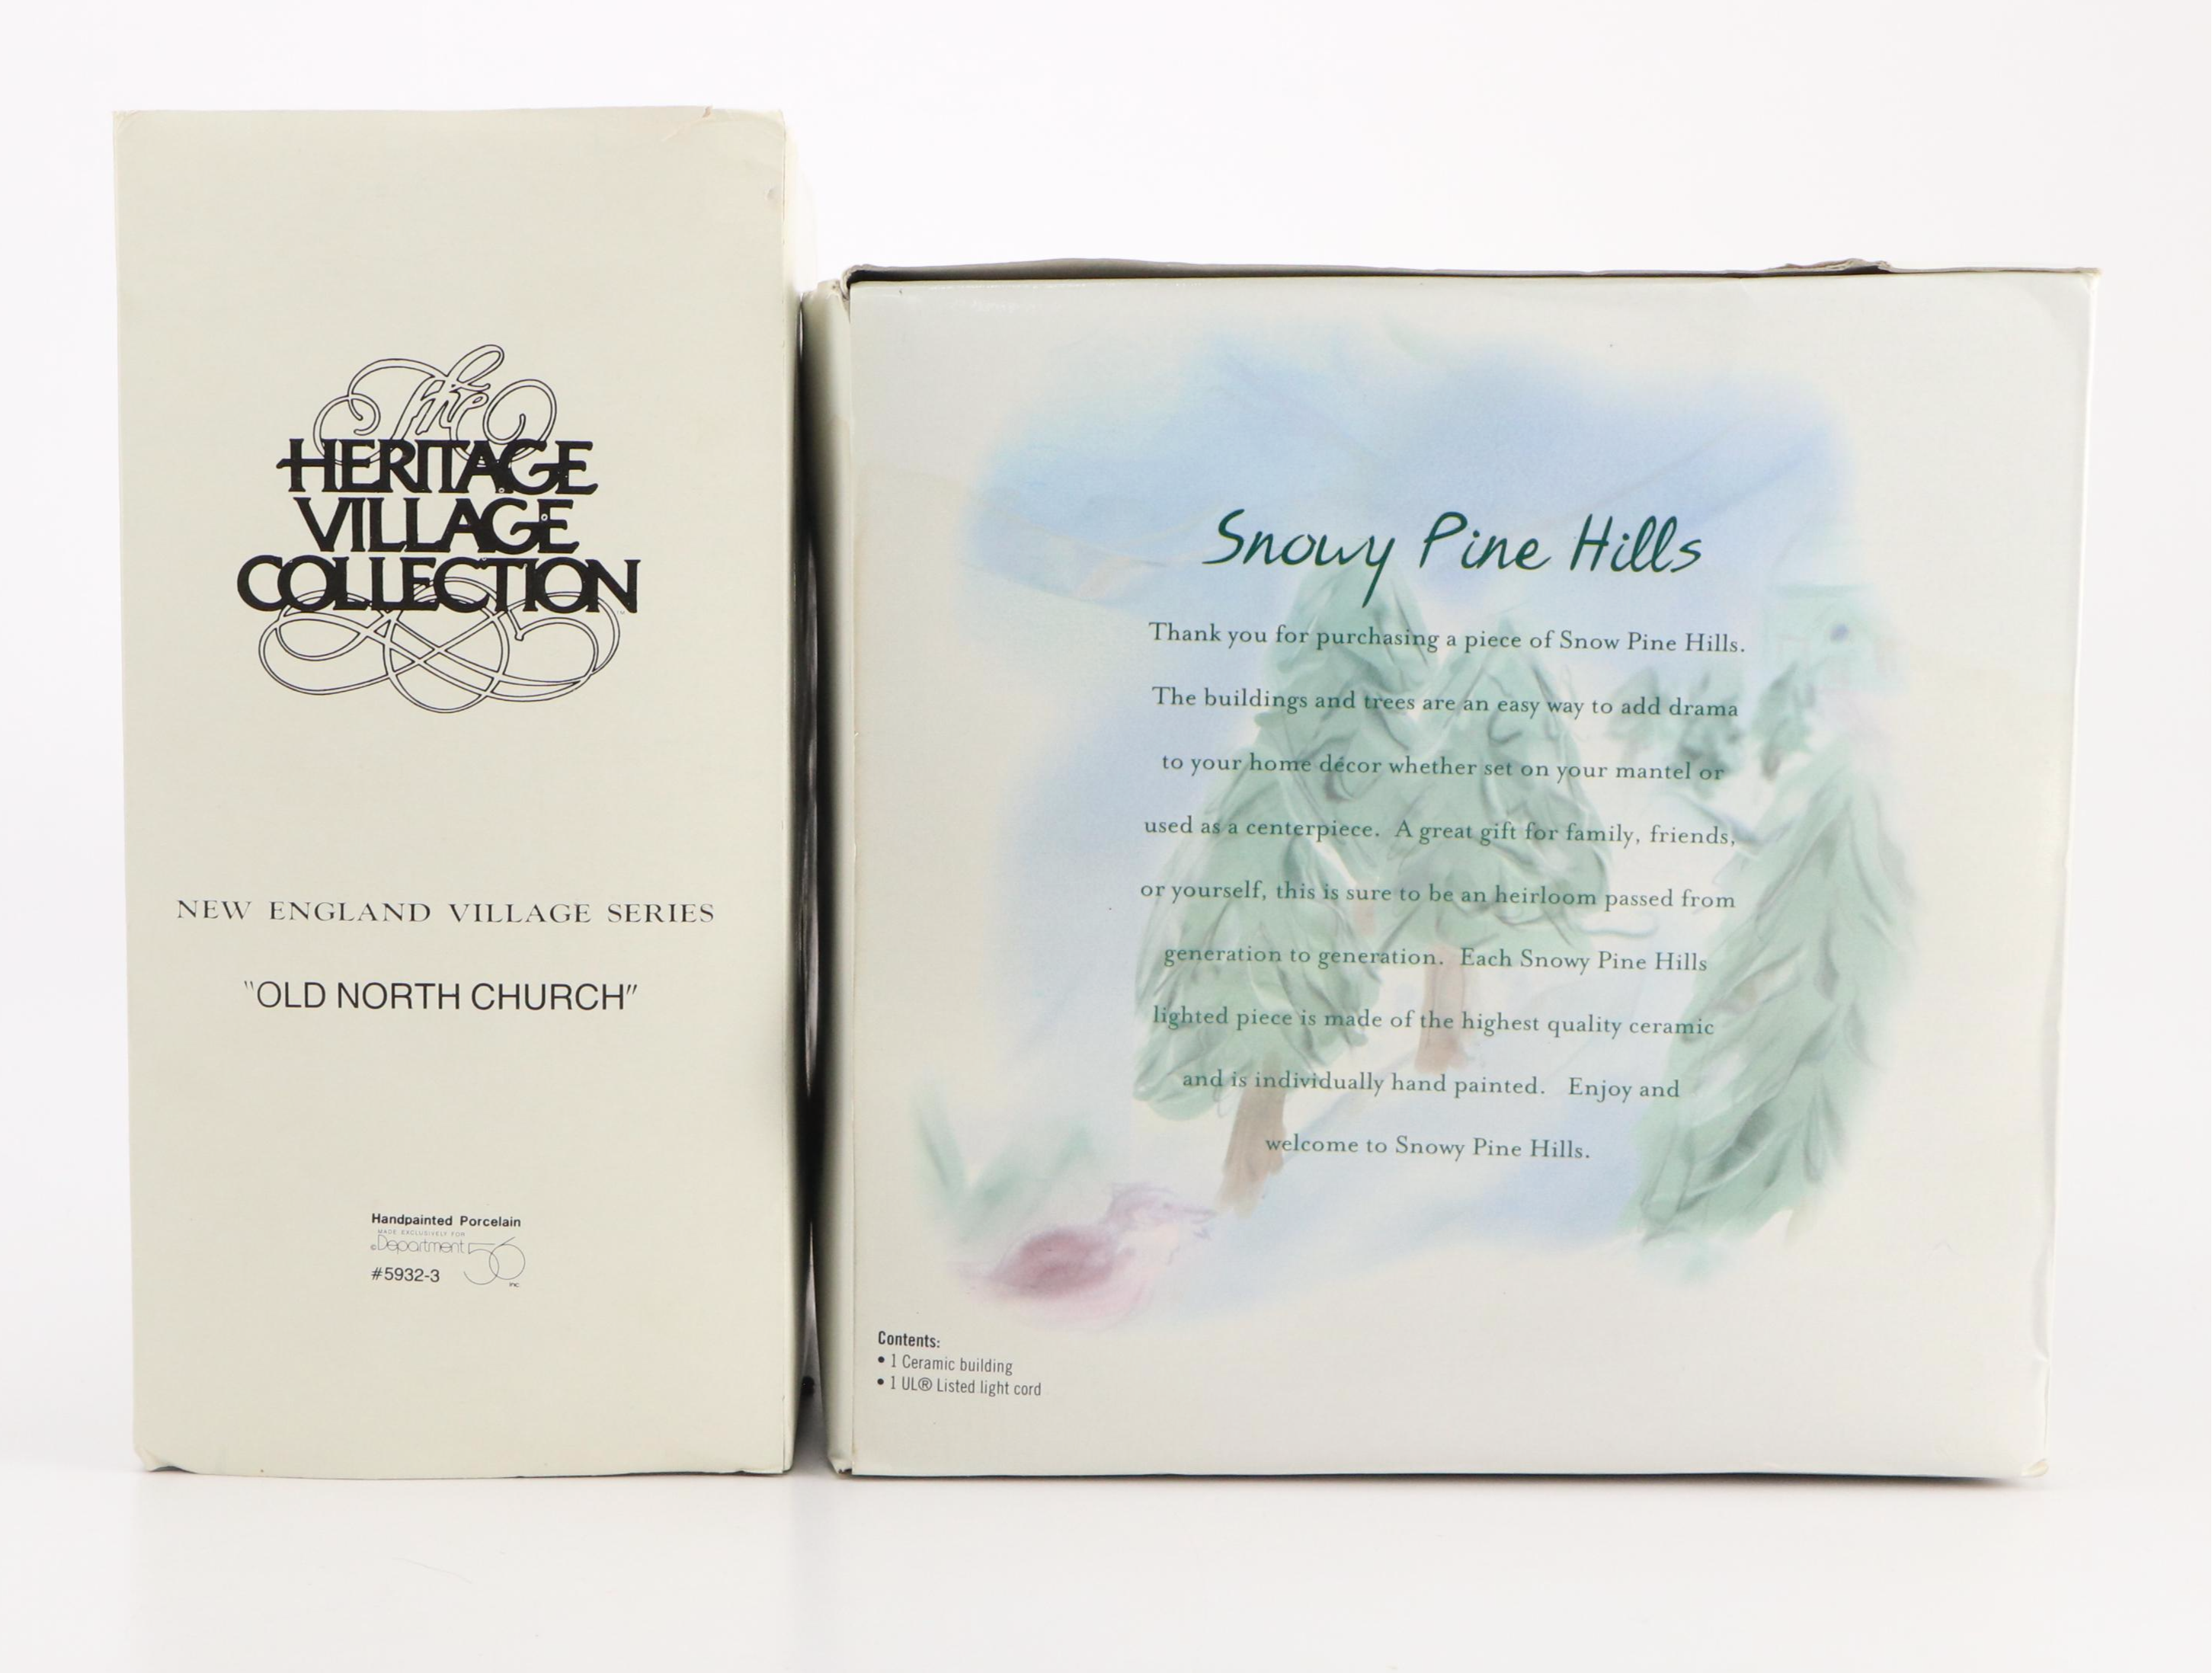 The
HERITAGE
VILLAGE
COLLECTION
TM
NEW ENGLAND VILLAGE SERIES
"OLD NORTH CHURCH"
Handpainted Porcelain
MADE EXCLUSIVELY FOR
©Department 56
#5932-3
INC
Snowy Pine Hills
Thank you for purchasing a piece of Snow Pine Hills.
The buildings and trees are an easy way to add drama
to your home décor whether set on your mantel or
used as a centerpiece. A great gift for family, friends,
or yourself, this is sure to be an heirloom passed from
generation to generation. Each Snowy Pine Hills
lighted piece is made of the highest quality ceramic
and is individually hand painted. Enjoy and
welcome to Snowy Pine Hills.
Contents:
• 1 Ceramic building
• 1 UL® Listed light cord